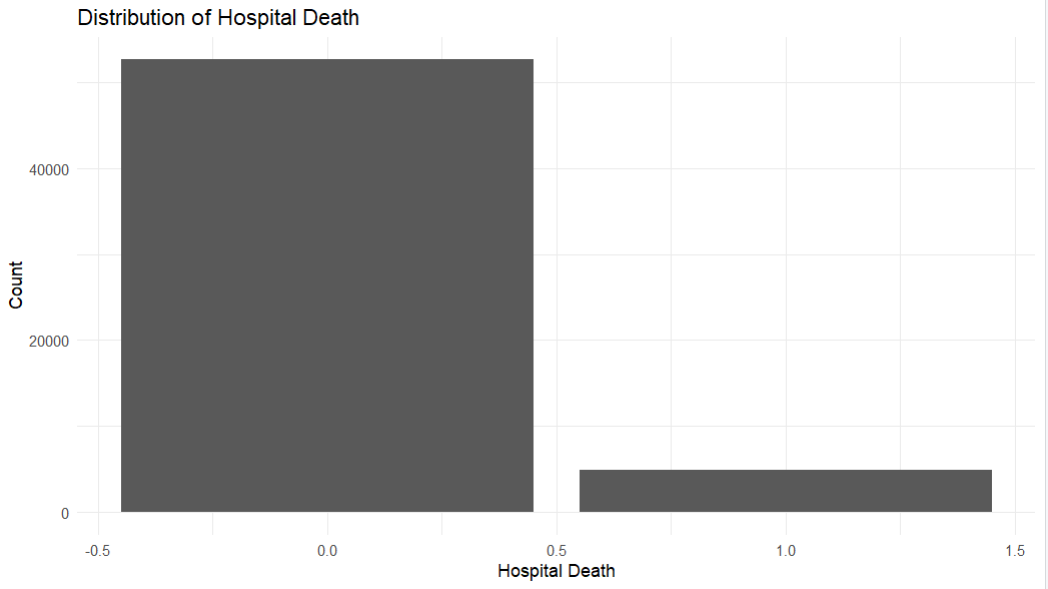 Distribution of Hospital Death
40000
20000
0
Count
-0.5 0.0 0.5 1.0 1.5
Hospital Death